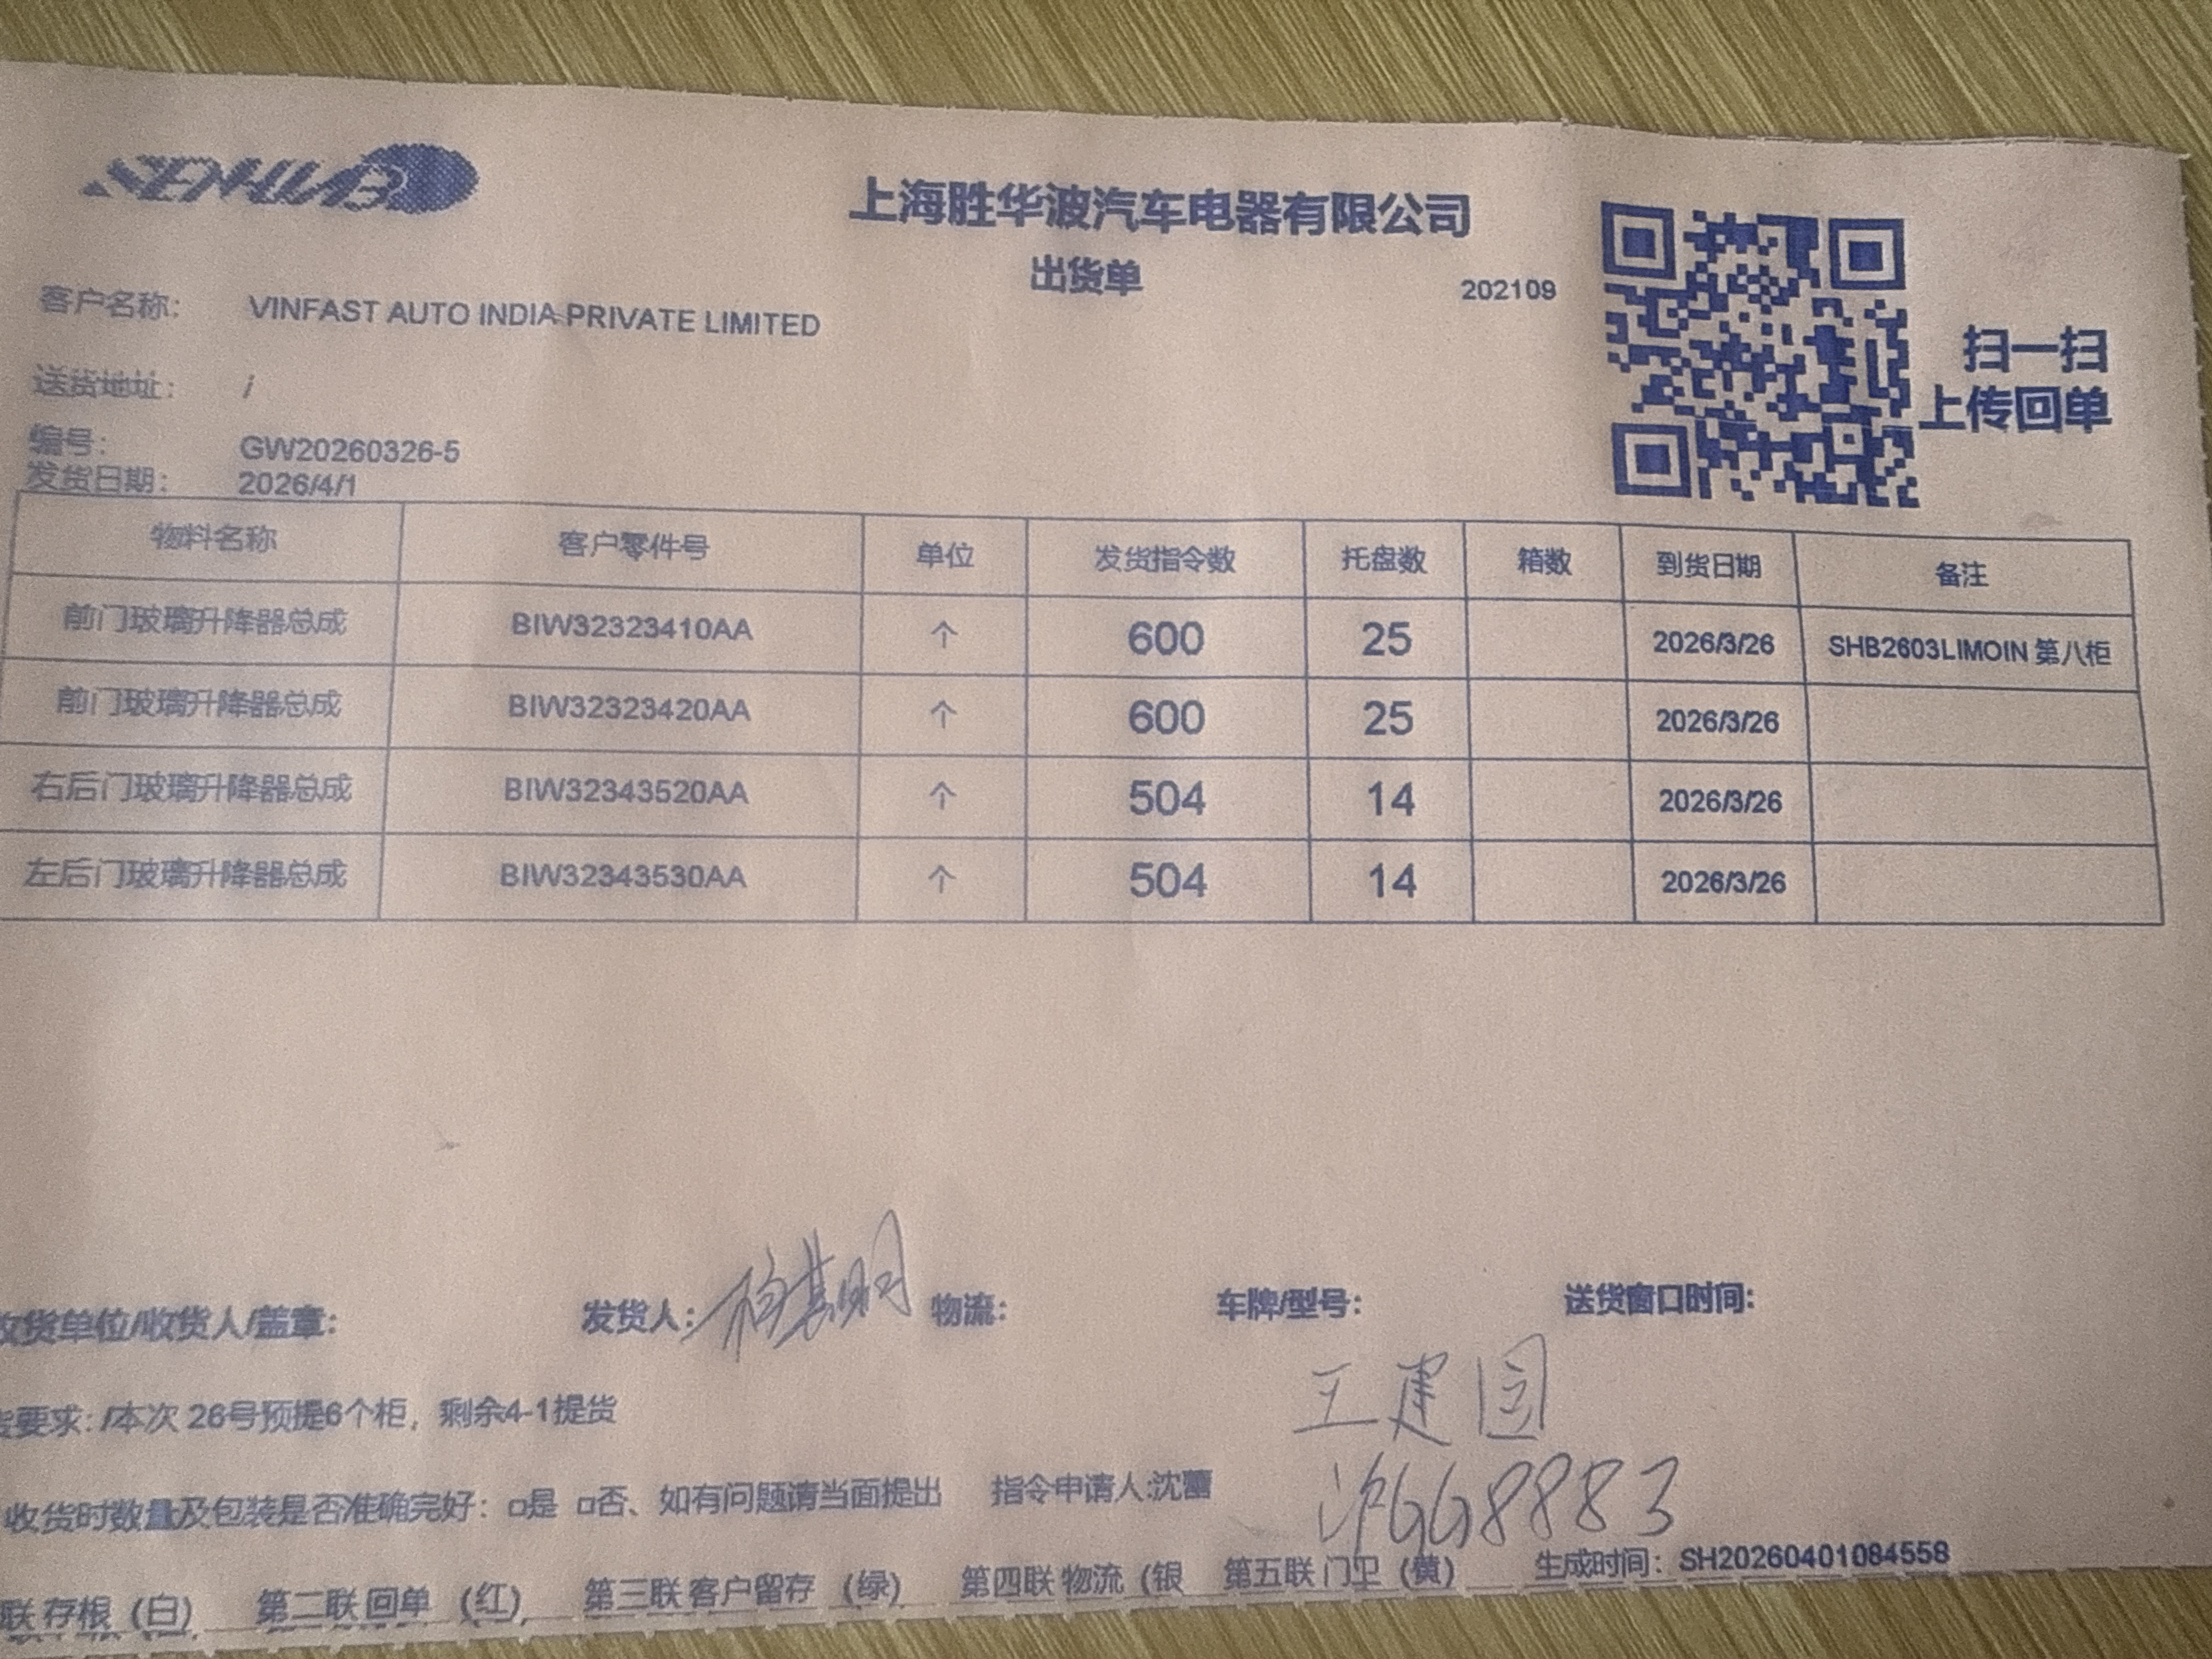 上海胜华波汽车电器有限公司
出货单
202109
扫一扫
上传回单
客户名称: VINFAST AUTO INDIA PRIVATE LIMITED
送货地址: /
编号: GW20260326-5
发货日期: 2026/4/1
物料名称 客户零件号 单位 发货指令数 托盘数 箱数 到货日期 备注
前门玻璃升降器总成 BIW32323410AA 个 600 25 2026/3/26 SHB2603LIMOIN 第八柜
前门玻璃升降器总成 BIW32323420AA 个 600 25 2026/3/26
右后门玻璃升降器总成 BIW32343520AA 个 504 14 2026/3/26
左后门玻璃升降器总成 BIW32343530AA 个 504 14 2026/3/26
收货单位/收货人/盖章: 发货人: 物流: 车牌/型号: 送货窗口时间:
王建国
货要求: /本次 26号预提6个柜，剩余4-1提货
沪GG8883
收货时数量及包装是否准确完好: □是 □否、如有问题请当面提出 指令申请人:沈蕾
联 存根 (白) 第二联 回单 (红) 第三联 客户留存 (绿) 第四联 物流 (银 第五联 门卫 (黄) 生成时间: SH20260401084558